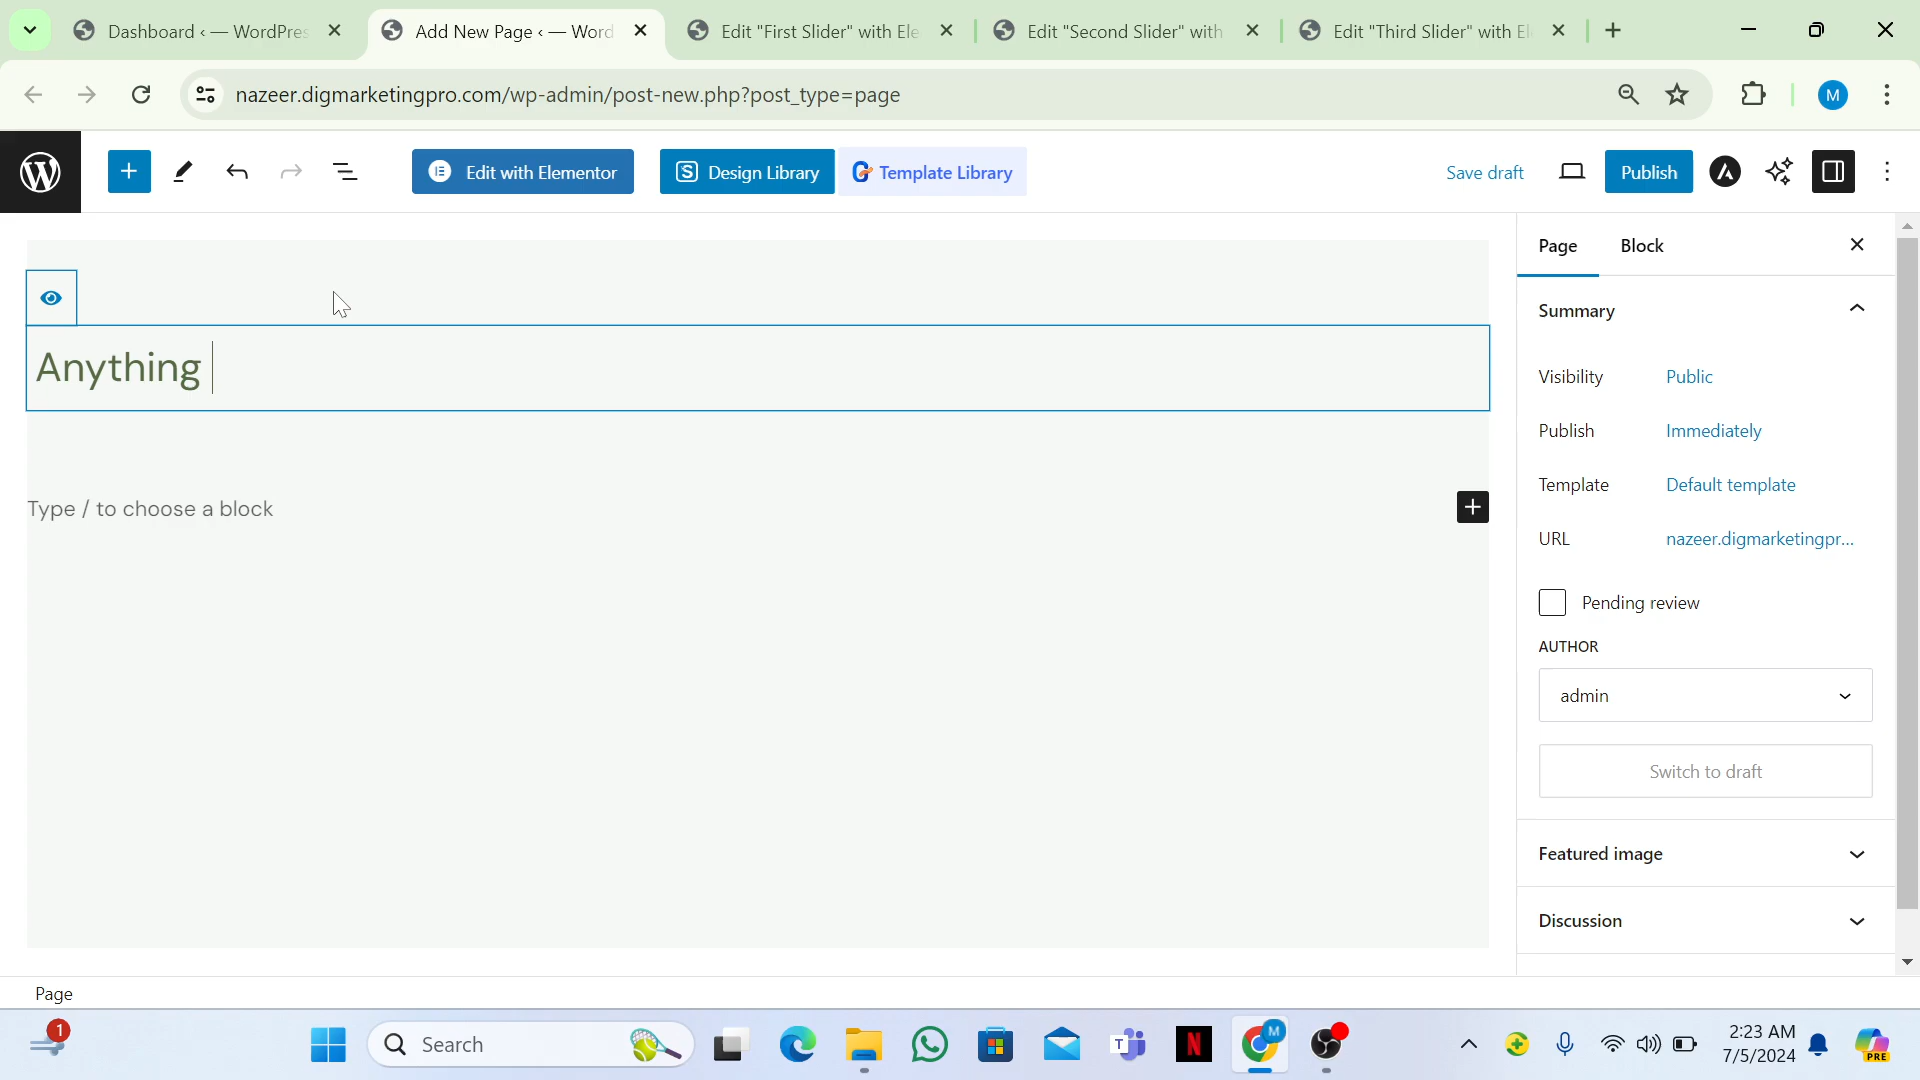 Dashboard ‹ — WordPres
Add New Page ‹ — Word
Edit "First Slider" with Ele
Edit "Second Slider" with
Edit "Third Slider" with El
nazeer.digmarketingpro.com/wp-admin/post-new.php?post_type=page
M
Edit with Elementor
Design Library
Template Library
Save draft
Publish
Page
Block
Summary
Anything
Visibility
Public
Publish
Immediately
Template
Default template
Type / to choose a block
URL
nazeer.digmarketingpr...
Pending review
AUTHOR
admin
Switch to draft
Featured image
Discussion
Page
1
Search
M
T
N
2:23 AM
7/5/2024
PRE